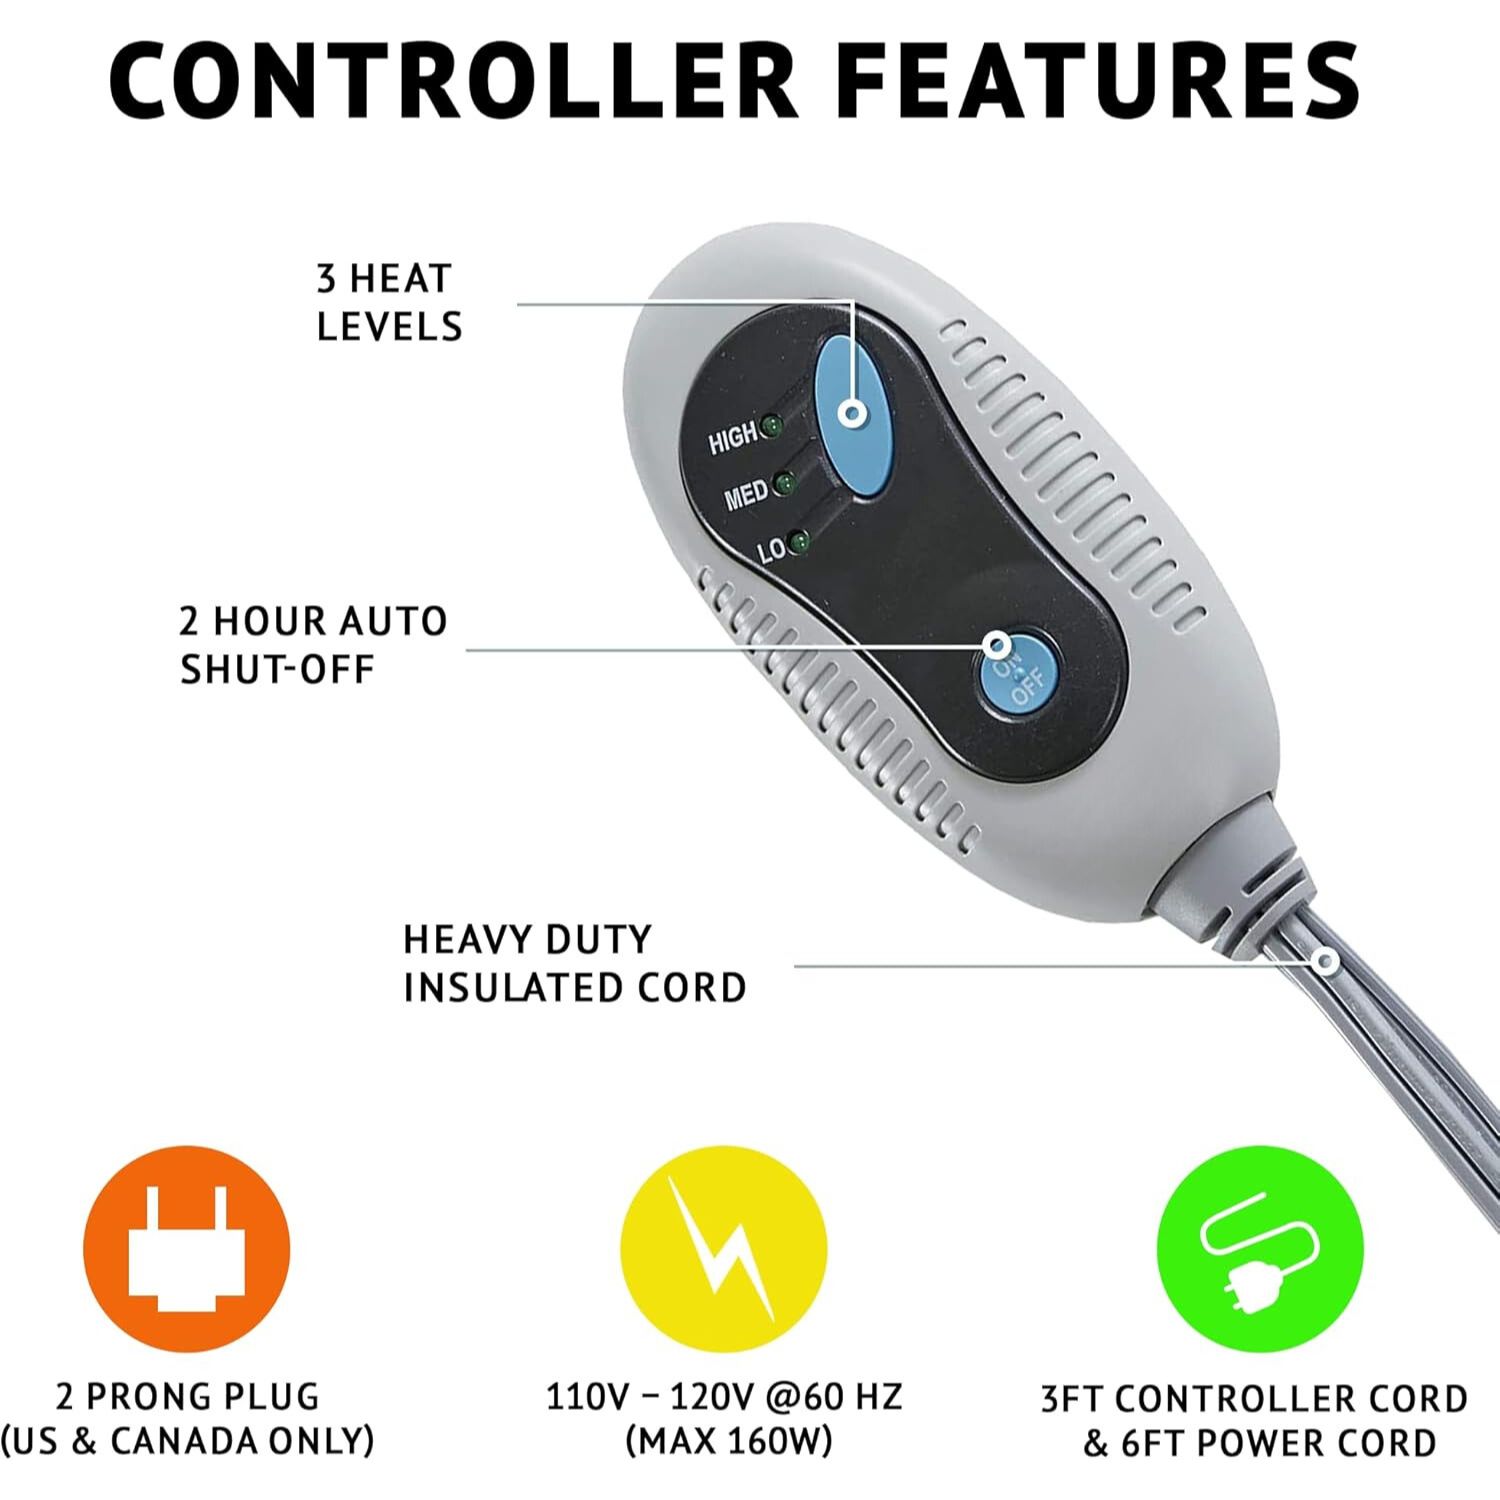 CONTROLLER FEATURES
3 HEAT
LEVELS
HIGH
MED
LO
2 HOUR AUTO
SHUT-OFF
ON
OFF
HEAVY DUTY
INSULATED CORD
2 PRONG PLUG
(US & CANADA ONLY)
110V – 120V @60 HZ
(MAX 160W)
3FT CONTROLLER CORD
& 6FT POWER CORD